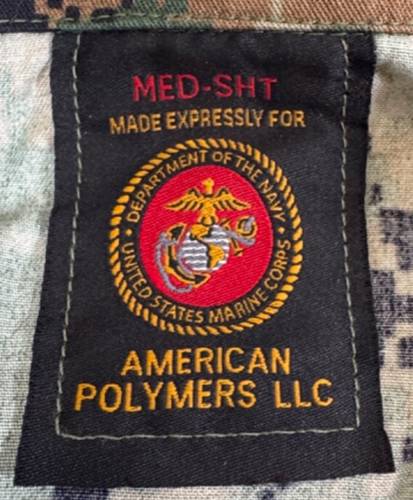 MED-SHT
MADE EXPRESSLY FOR
DEPARTMENT OF THE NAVY
UNITED STATES MARINE CORPS
AMERICAN
POLYMERS LLC